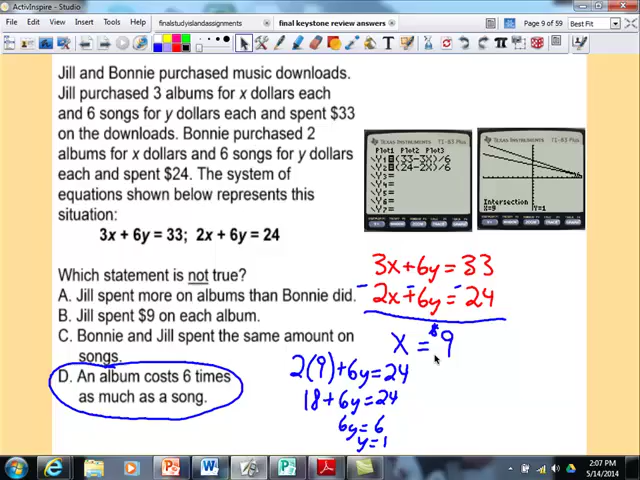 ActivInspire - Studio
File Edit View Insert Tools Help
finalstudyislandassignments
final keystone review answers
Page 9 of 59
Best Fit
Jill and Bonnie purchased music downloads.
Jill purchased 3 albums for x dollars each
and 6 songs for y dollars each and spent $33
on the downloads. Bonnie purchased 2
albums for x dollars and 6 songs for y dollars
each and spent $24. The system of
equations shown below represents this
situation:
3x + 6y = 33; 2x + 6y = 24
Which statement is not true?
A. Jill spent more on albums than Bonnie did.
B. Jill spent $9 on each album.
C. Bonnie and Jill spent the same amount on
songs.
D. An album costs 6 times
as much as a song.
TEXAS INSTRUMENTS TI-83 Plus
Plot1 Plot2 Plot3
\Y1=(33-3X)/6
\Y2=(24-2X)/6
\Y3=
\Y4=
\Y5=
\Y6=
\Y7=
TEXAS INSTRUMENTS TI-83 Plus
Intersection
X=9 Y=1
3x+6y=33
- 2x+6y=24
x = $9
2(9)+6y=24
18+6y=24
6y=6
y=1
2:07 PM
5/14/2013